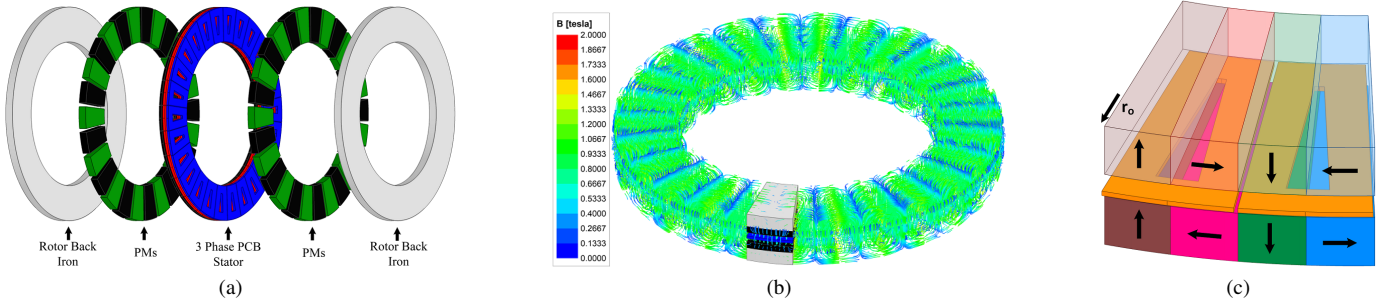 Rotor Back
Iron
PMs
3 Phase PCB
Stator
PMs
Rotor Back
Iron
(a)
B [tesla]
2.0000
1.8667
1.7333
1.6000
1.4667
1.3333
1.2000
1.0667
0.9333
0.8000
0.6667
0.5333
0.4000
0.2667
0.1333
0.0000
(b)
ro
(c)